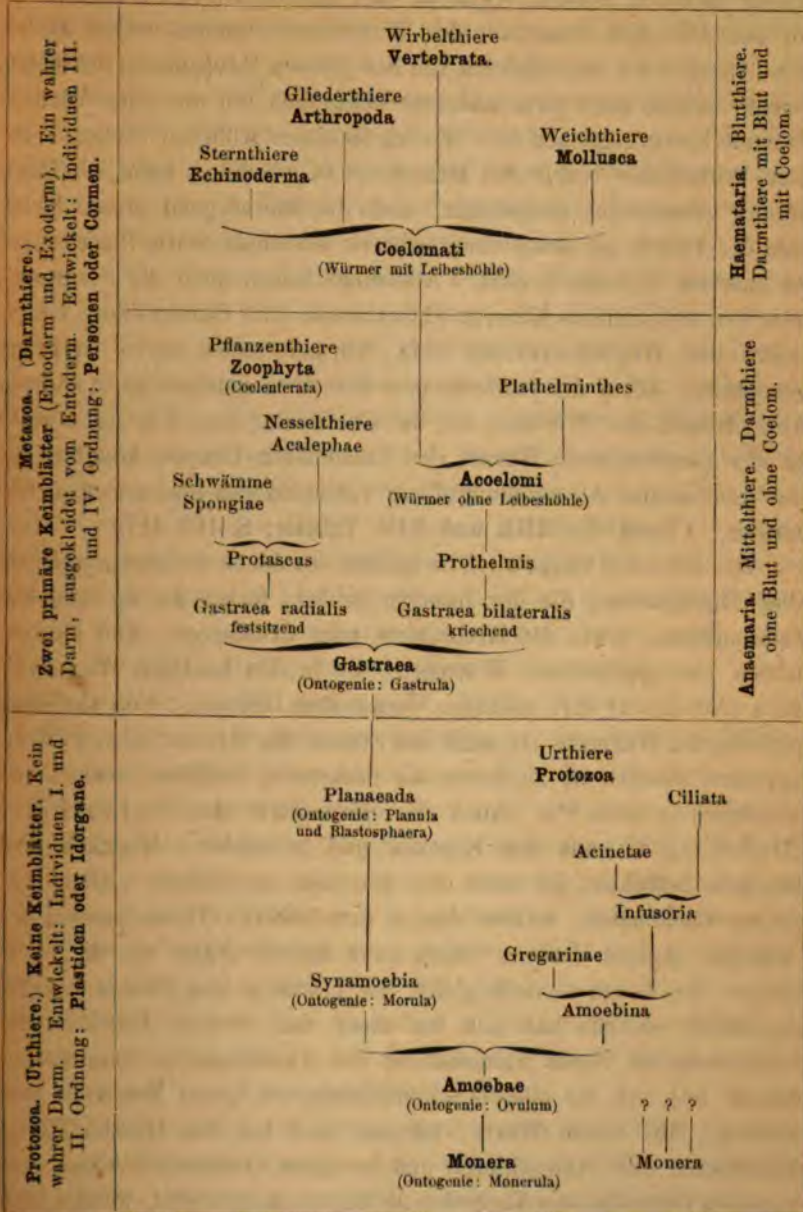 Wirbelthiere
Vertebrata.
Gliederthiere
Arthropoda
Sternthiere
Echinoderma
Weichthiere
Mollusca
Coelomati
(Würmer mit Leibeshöhle)
Haemataria. Blutthiere.
Darmthiere mit Blut und
mit Coelom.
Metazoa. (Darmthiere.)
Zwei primäre Keimblätter (Entoderm und Exoderm). Ein wahrer
Darm, ausgekleidet vom Entoderm. Entwickelt: Individuen III.
und IV. Ordnung: Personen oder Cormen.
Pflanzenthiere
Zoophyta
(Coelenterata)
Nesselthiere
Acalephae
Schwämme
Spongiae
Protascus
Gastraea radialis
festsitzend
Plathelminthes
Acoelomi
(Würmer ohne Leibeshöhle)
Prothelmis
Gastraea bilateralis
kriechend
Gastraea
(Ontogenie: Gastrula)
Anaemaria. Mittelthiere. Darmthiere
ohne Blut und ohne Coelom.
Protozoa. (Urthiere.) Keine Keimblätter. Kein
wahrer Darm. Entwickelt: Individuen I. und
II. Ordnung: Plastiden oder Idorgane.
Planaeada
(Ontogenie: Planula
und Blastosphaera)
Urthiere
Protozoa
Ciliata
Acinetae
Infusoria
Gregarinae
Amoebina
Synamoebia
(Ontogenie: Morula)
Amoebae
(Ontogenie: Ovulum)
Monera
(Ontogenie: Monerula)
? ? ?
Monera